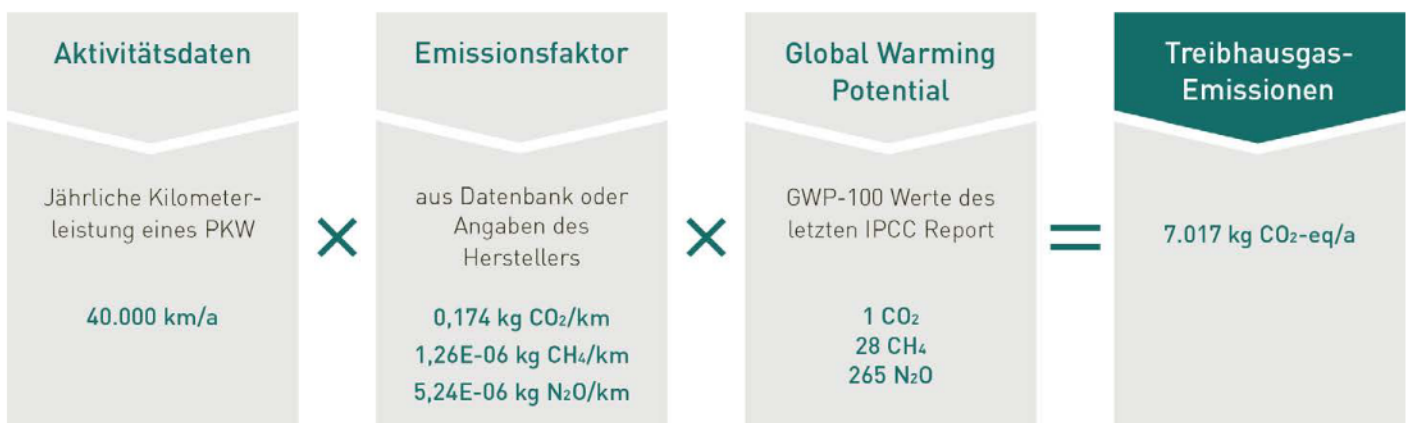 Aktivitätsdaten
Jährliche Kilometer-
leistung eines PKW
40.000 km/a
×
Emissionsfaktor
aus Datenbank oder
Angaben des
Herstellers
0,174 kg CO₂/km
1,26E-06 kg CH₄/km
5,24E-06 kg N₂O/km
×
Global Warming
Potential
GWP-100 Werte des
letzten IPCC Report
1 CO₂
28 CH₄
265 N₂O
=
Treibhausgas-
Emissionen
7.017 kg CO₂-eq/a